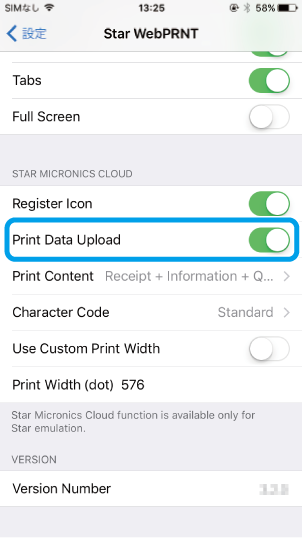 SIMなし 13:25 58%
設定 Star WebPRNT
Tabs
Full Screen
STAR MICRONICS CLOUD
Register Icon
Print Data Upload
Print Content Receipt + Information + Q...
Character Code Standard
Use Custom Print Width
Print Width (dot) 576
Star Micronics Cloud function is available only for
Star emulation.
VERSION
Version Number